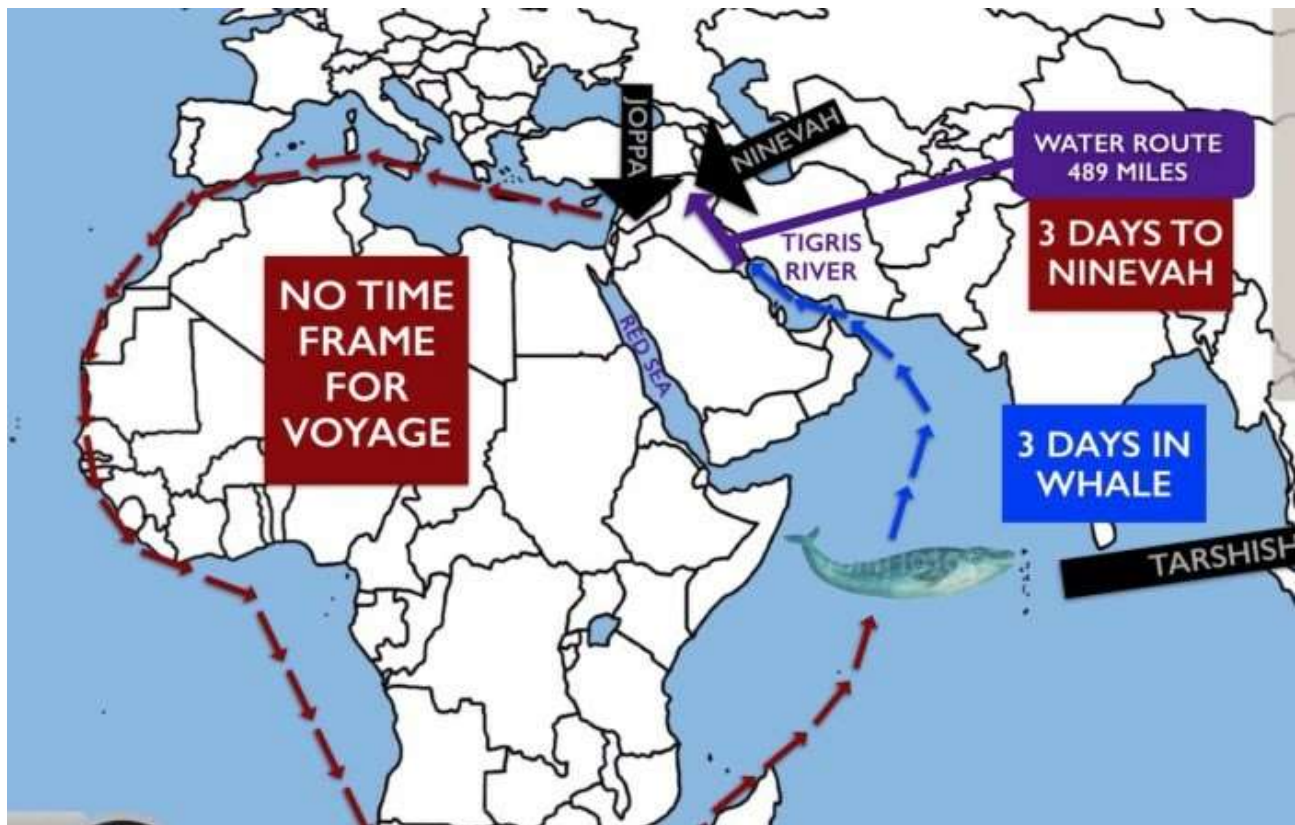 JOPPA
NINEVAH
WATER ROUTE
489 MILES
3 DAYS TO
NINEVAH
TIGRIS
RIVER
NO TIME
FRAME
FOR
VOYAGE
RED SEA
3 DAYS IN
WHALE
TARSHISH